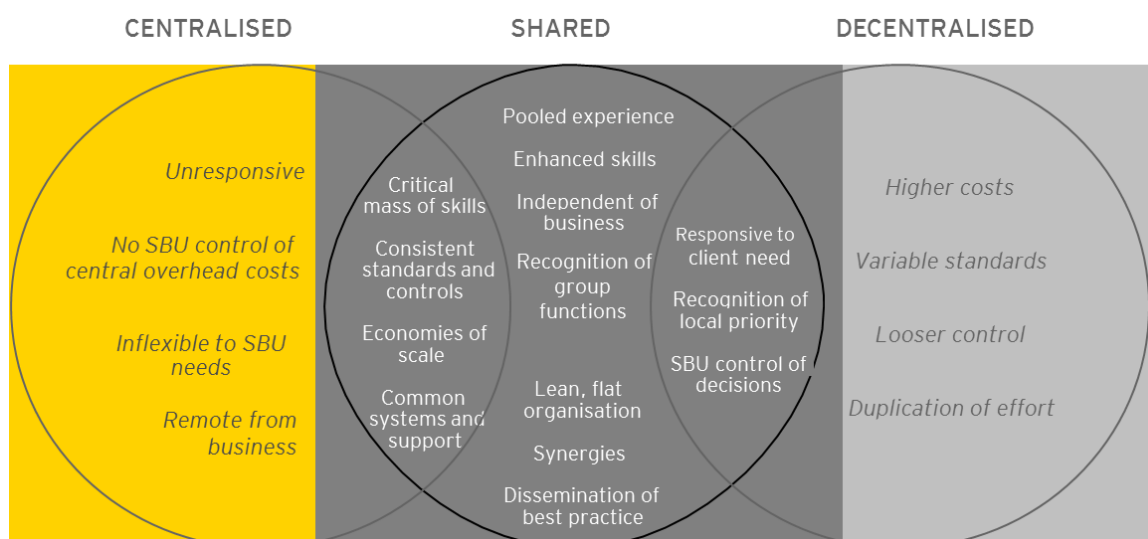 CENTRALISED
SHARED
DECENTRALISED
Unresponsive
No SBU control of
central overhead costs
Inflexible to SBU
needs
Remote from
business
Critical
mass of skills
Consistent
standards and
controls
Economies of
scale
Common
systems and
support
Pooled experience
Enhanced skills
Independent of
business
Recognition of
group
functions
Lean, flat
organisation
Synergies
Dissemination of
best practice
Responsive to
client need
Recognition of
local priority
SBU control of
decisions
Higher costs
Variable standards
Looser control
Duplication of effort